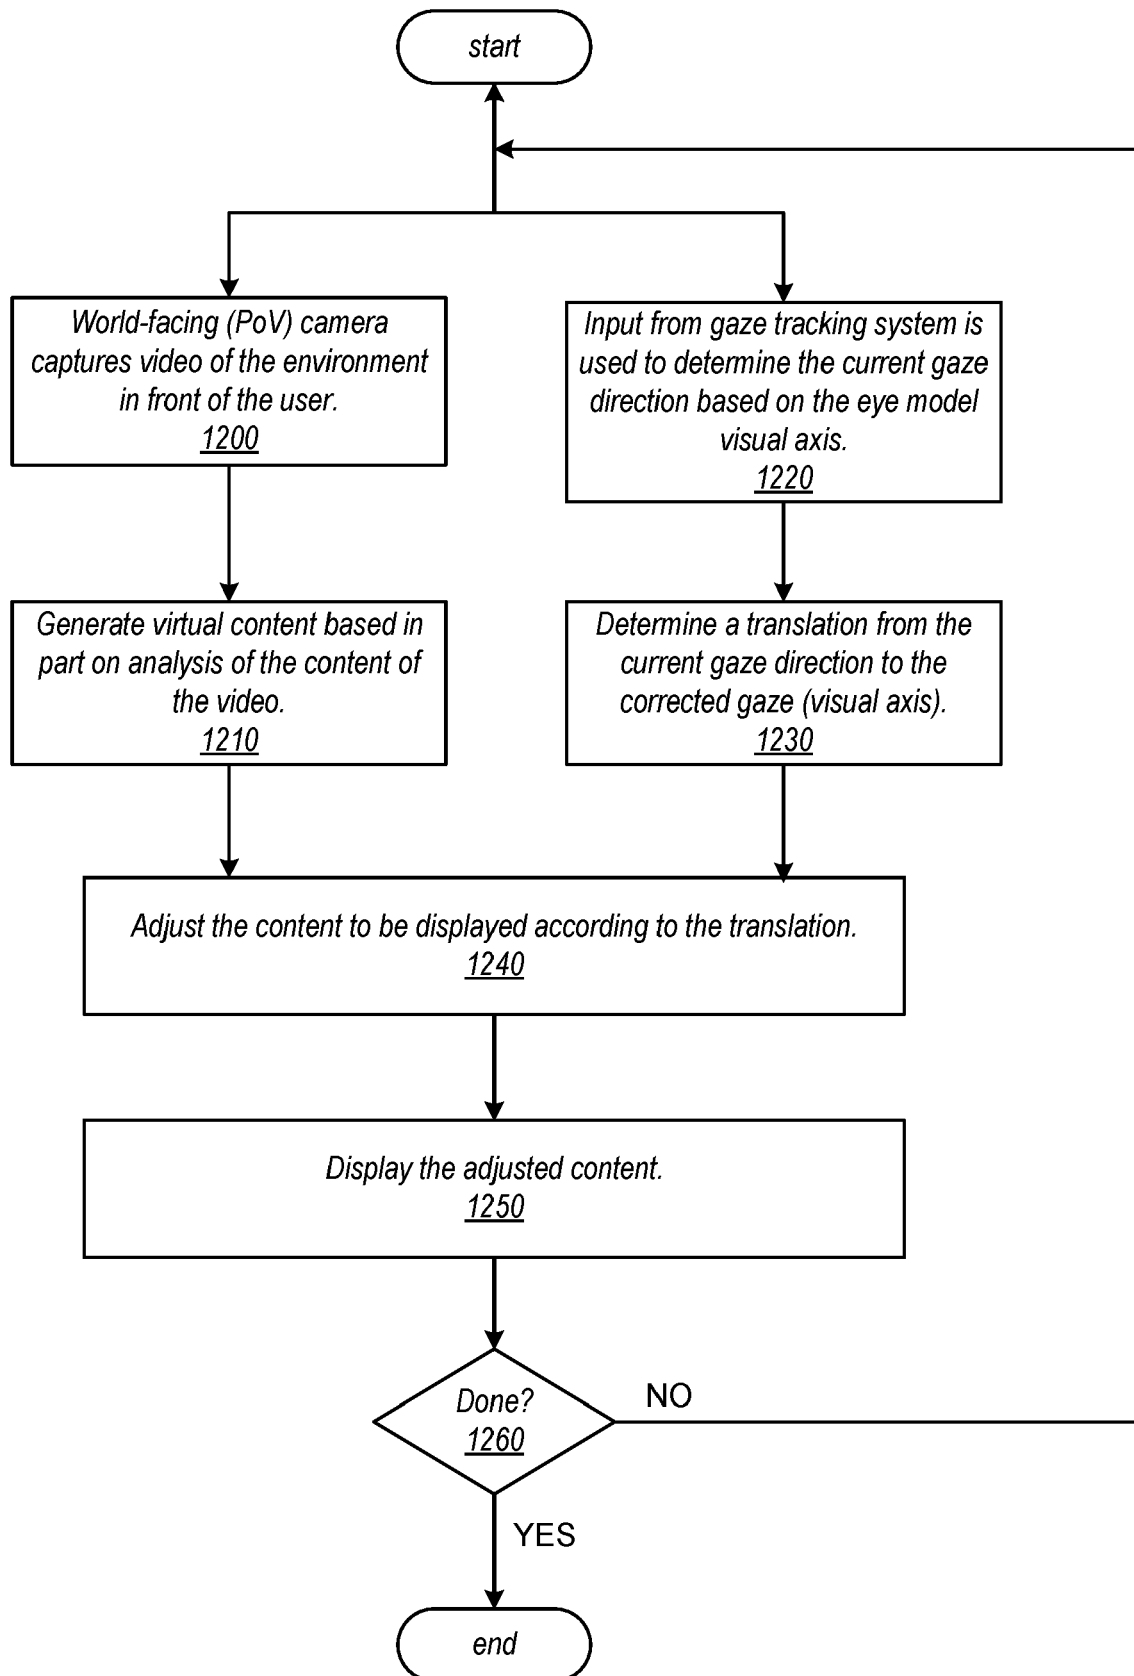 start
World-facing (PoV) camera
captures video of the environment
in front of the user.
1200
Input from gaze tracking system is
used to determine the current gaze
direction based on the eye model
visual axis.
1220
Generate virtual content based in
part on analysis of the content of
the video.
1210
Determine a translation from the
current gaze direction to the
corrected gaze (visual axis).
1230
Adjust the content to be displayed according to the translation.
1240
Display the adjusted content.
1250
Done?
1260
NO
YES
end